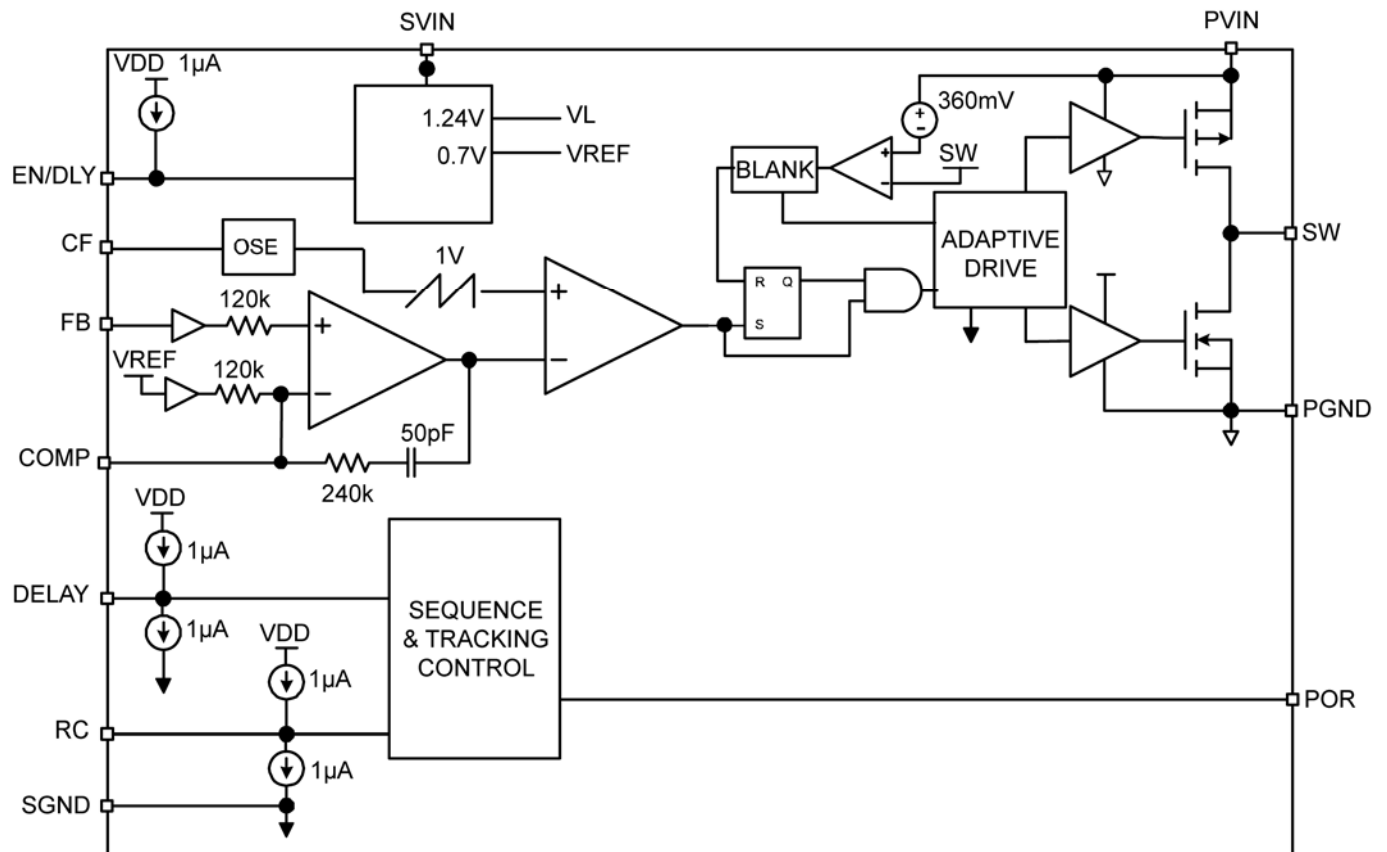 SVIN
PVIN
VDD 1µA
360mV
1.24V
VL
0.7V
VREF
SW
BLANK
EN/DLY
CF
OSE
1V
ADAPTIVE
DRIVE
SW
R Q
S
120k
+
+
FB
VREF
120k
−
−
PGND
COMP
50pF
240k
VDD
1µA
DELAY
1µA
VDD
1µA
SEQUENCE
& TRACKING
CONTROL
RC
1µA
POR
SGND